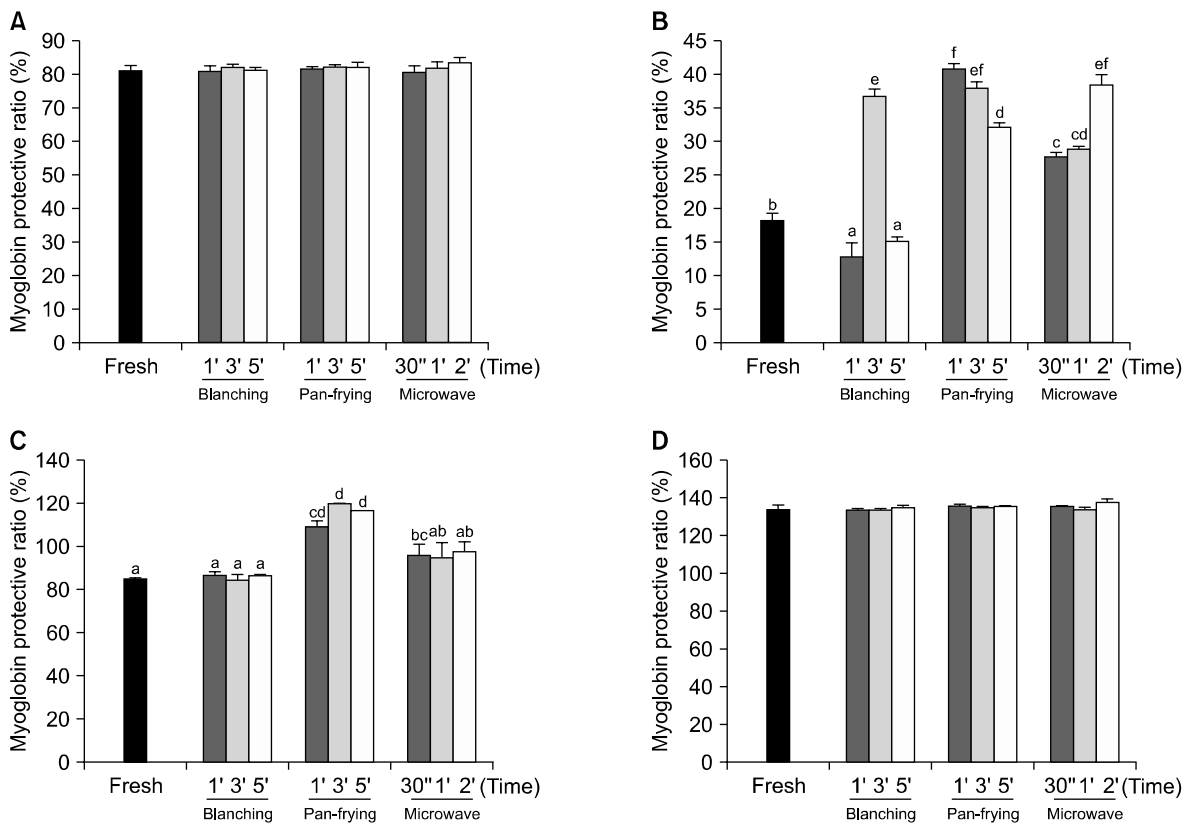 A
Myoglobin protective ratio (%)
90
80
70
60
50
40
30
20
10
0
Fresh
1' 3' 5'
Blanching
1' 3' 5'
Pan-frying
30" 1' 2' (Time)
Microwave
B
Myoglobin protective ratio (%)
45
40
35
30
25
20
15
10
5
0
b
a
e
a
f
ef
d
c
cd
ef
Fresh
1' 3' 5'
Blanching
1' 3' 5'
Pan-frying
30" 1' 2' (Time)
Microwave
C
Myoglobin protective ratio (%)
140
120
100
80
60
40
20
0
a
a
a
a
cd
d
d
bc
ab
ab
Fresh
1' 3' 5'
Blanching
1' 3' 5'
Pan-frying
30" 1' 2' (Time)
Microwave
D
Myoglobin protective ratio (%)
160
140
120
100
80
60
40
20
0
Fresh
1' 3' 5'
Blanching
1' 3' 5'
Pan-frying
30" 1' 2' (Time)
Microwave